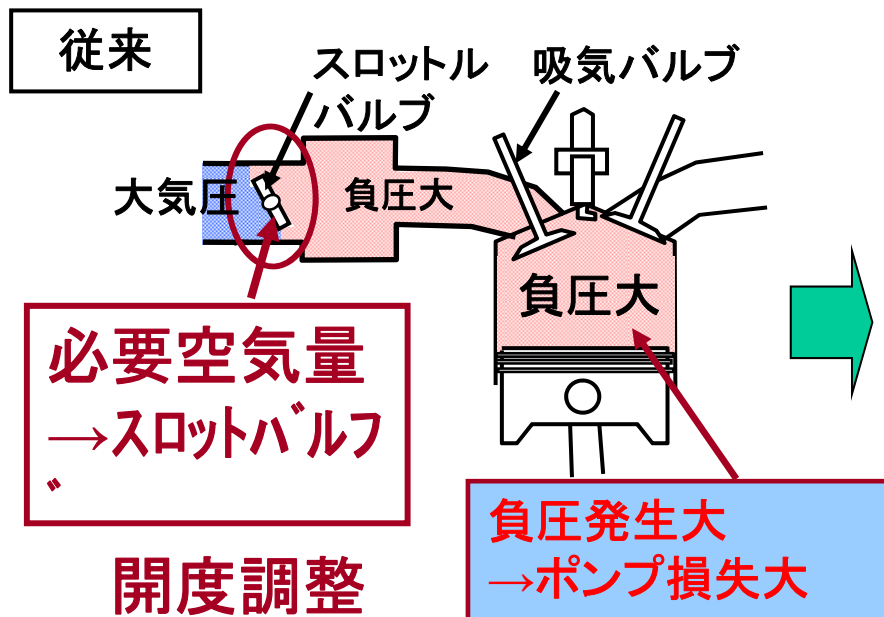 従来
スロットル
バルブ
吸気バルブ
大気圧
負圧大
負圧大
必要空気量
→スロットバルブ
開度調整
負圧発生大
→ポンプ損失大